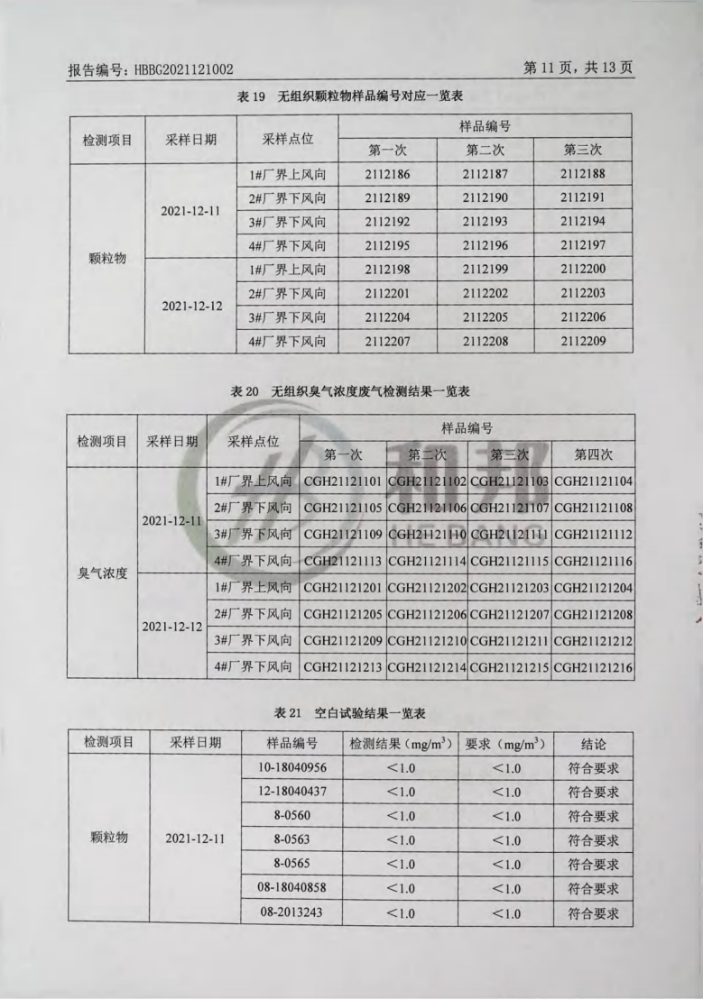 报告编号：HBBG2021121002 第 11 页，共 13 页
表 19 无组织颗粒物样品编号对应一览表
检测项目 采样日期 采样点位 样品编号
第一次 第二次 第三次
颗粒物 2021-12-11 1#厂界上风向 2112186 2112187 2112188
2#厂界下风向 2112189 2112190 2112191
3#厂界下风向 2112192 2112193 2112194
4#厂界下风向 2112195 2112196 2112197
2021-12-12 1#厂界上风向 2112198 2112199 2112200
2#厂界下风向 2112201 2112202 2112203
3#厂界下风向 2112204 2112205 2112206
4#厂界下风向 2112207 2112208 2112209
表 20 无组织臭气浓度废气检测结果一览表
检测项目 采样日期 采样点位 样品编号
第一次 第二次 第三次 第四次
臭气浓度 2021-12-11 1#厂界上风向 CGH21121101 CGH21121102 CGH21121103 CGH21121104
2#厂界下风向 CGH21121105 CGH21121106 CGH21121107 CGH21121108
3#厂界下风向 CGH21121109 CGH21121110 CGH21121111 CGH21121112
4#厂界下风向 CGH21121113 CGH21121114 CGH21121115 CGH21121116
2021-12-12 1#厂界上风向 CGH21121201 CGH21121202 CGH21121203 CGH21121204
2#厂界下风向 CGH21121205 CGH21121206 CGH21121207 CGH21121208
3#厂界下风向 CGH21121209 CGH21121210 CGH21121211 CGH21121212
4#厂界下风向 CGH21121213 CGH21121214 CGH21121215 CGH21121216
和邦
HE BANG
表 21 空白试验结果一览表
检测项目 采样日期 样品编号 检测结果（mg/m³） 要求（mg/m³） 结论
颗粒物 2021-12-11 10-18040956 ＜1.0 ＜1.0 符合要求
12-18040437 ＜1.0 ＜1.0 符合要求
8-0560 ＜1.0 ＜1.0 符合要求
8-0563 ＜1.0 ＜1.0 符合要求
8-0565 ＜1.0 ＜1.0 符合要求
08-18040858 ＜1.0 ＜1.0 符合要求
08-2013243 ＜1.0 ＜1.0 符合要求